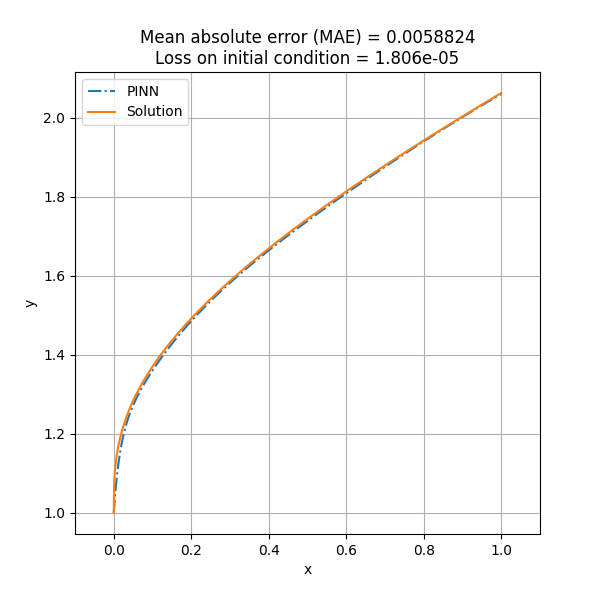 Mean absolute error (MAE) = 0.0058824
Loss on initial condition = 1.806e-05
PINN
Solution
2.0
1.8
1.6
1.4
1.2
1.0
y
0.0 0.2 0.4 0.6 0.8 1.0
x